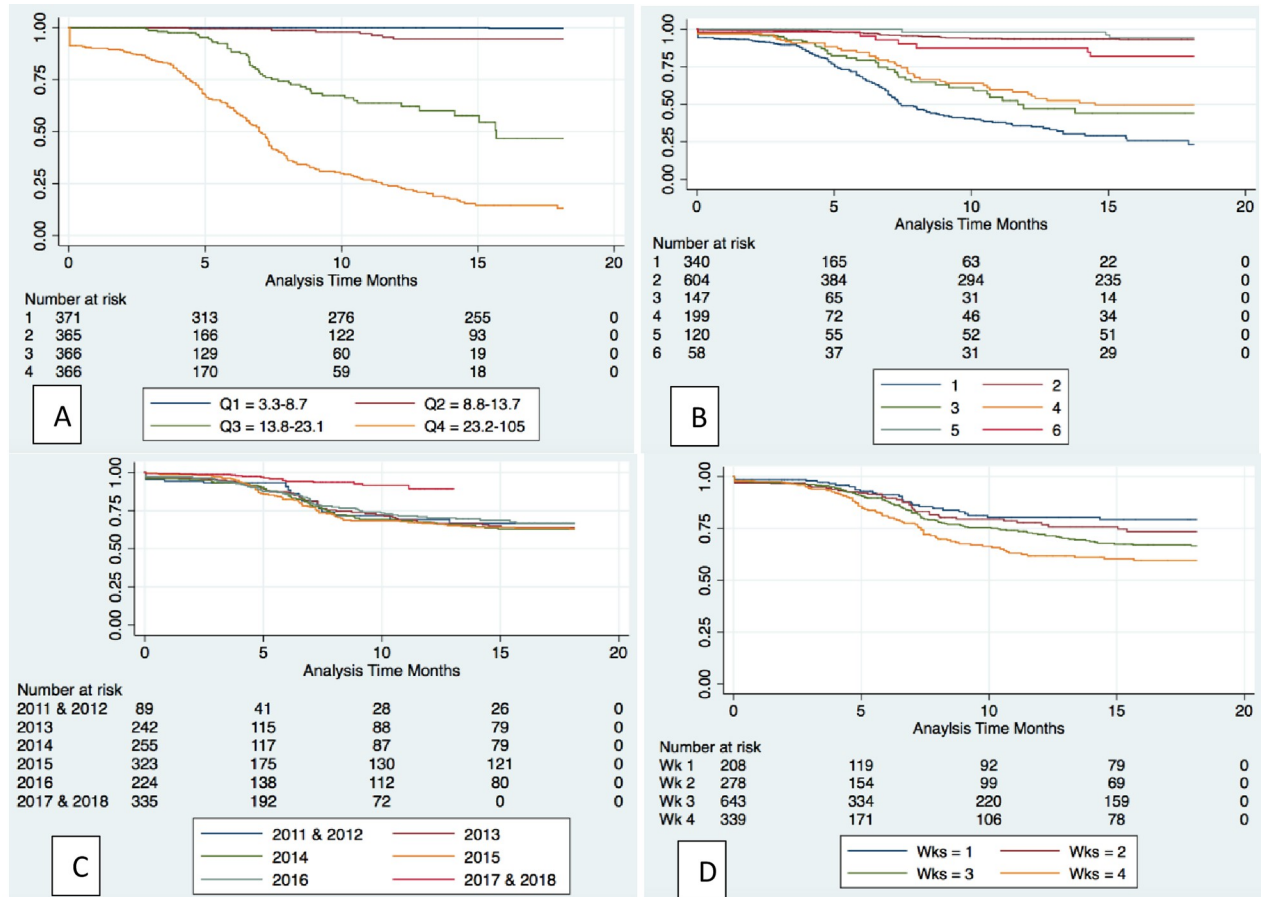 1.00
0.75
0.50
0.25
0.00
0 5 10 15 20
Analysis Time Months
Number at risk
1 371 313 276 255 0
2 365 166 122 93 0
3 366 129 60 19 0
4 366 170 59 18 0
A
Q1 = 3.3-8.7 Q2 = 8.8-13.7
Q3 = 13.8-23.1 Q4 = 23.2-105
1.00
0.75
0.50
0.25
0.00
0 5 10 15 20
Analysis Time Months
Number at risk
1 340 165 63 22 0
2 604 384 294 235 0
3 147 65 31 14 0
4 199 72 46 34 0
5 120 55 52 51 0
6 58 37 31 29 0
B
1 2
3 4
5 6
1.00
0.75
0.50
0.25
0.00
0 5 10 15 20
Analysis Time Months
Number at risk
2011 & 2012 89 41 28 26 0
2013 242 115 88 79 0
2014 255 117 87 79 0
2015 323 175 130 121 0
2016 224 138 112 80 0
2017 & 2018 335 192 72 0 0
C
2011 & 2012 2013
2014 2015
2016 2017 & 2018
1.00
0.75
0.50
0.25
0.00
0 5 10 15 20
Anaylsis Time Months
Number at risk
Wk 1 208 119 92 79 0
Wk 2 278 154 99 69 0
Wk 3 643 334 220 159 0
Wk 4 339 171 106 78 0
D
Wks = 1 Wks = 2
Wks = 3 Wks = 4